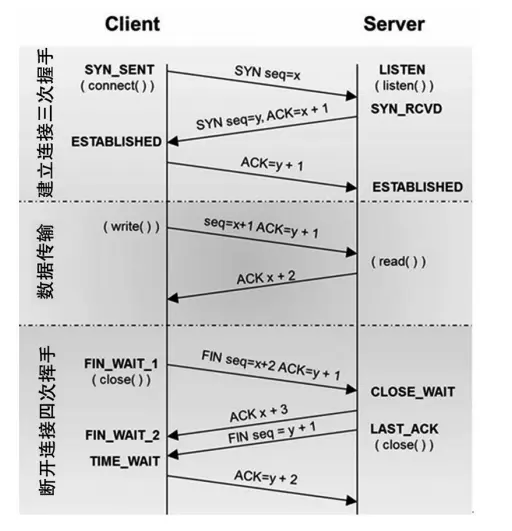 Client
Server
建立连接三次握手
SYN_SENT
( connect( ) )
SYN seq=x
LISTEN
( listen( ) )
SYN seq=y, ACK=x + 1
SYN_RCVD
ESTABLISHED
ACK=y + 1
ESTABLISHED
数据传输
( write( ) )
seq=x+1 ACK=y + 1
( read( ) )
ACK x + 2
断开连接四次挥手
FIN_WAIT_1
( close( ) )
FIN seq=x+2 ACK=y + 1
CLOSE_WAIT
ACK x + 3
FIN_WAIT_2
FIN seq = y + 1
LAST_ACK
( close( ) )
TIME_WAIT
ACK=y + 2